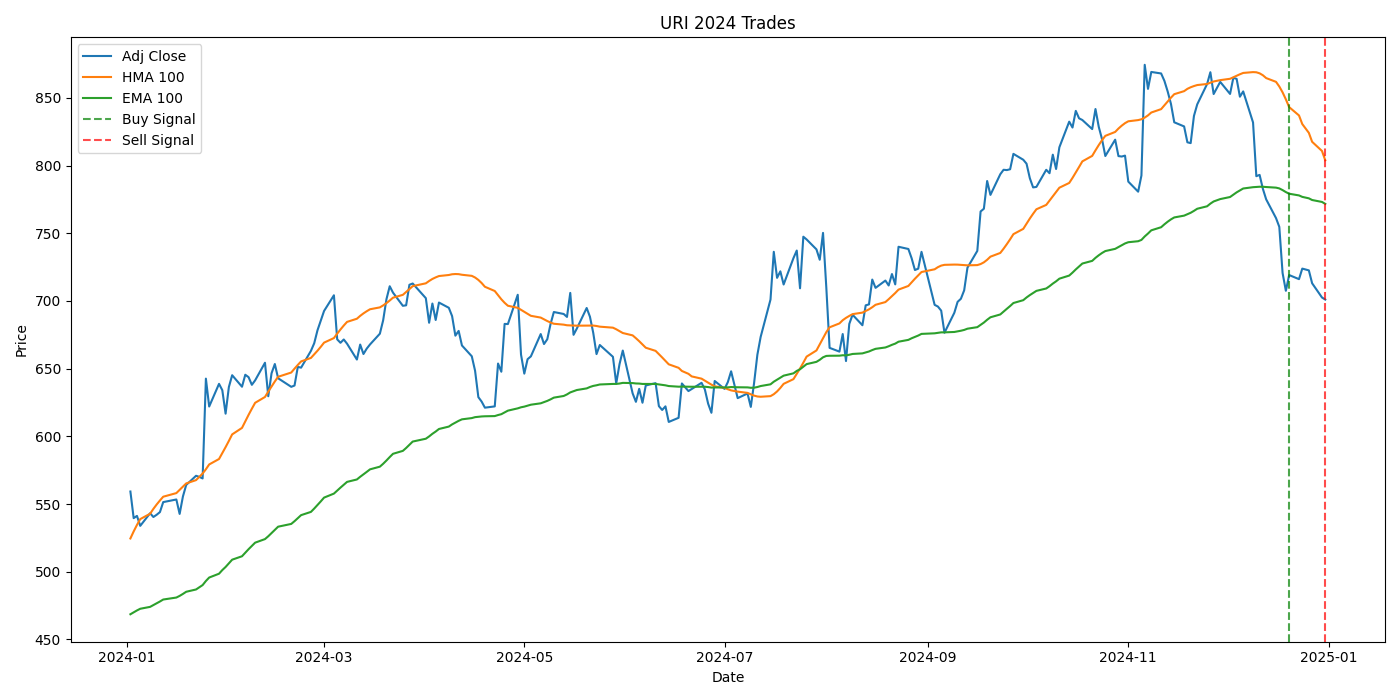 URI 2024 Trades
Adj Close
HMA 100
EMA 100
Buy Signal
Sell Signal
Price
850
800
750
700
650
600
550
500
450
2024-01
2024-03
2024-05
2024-07
2024-09
2024-11
2025-01
Date